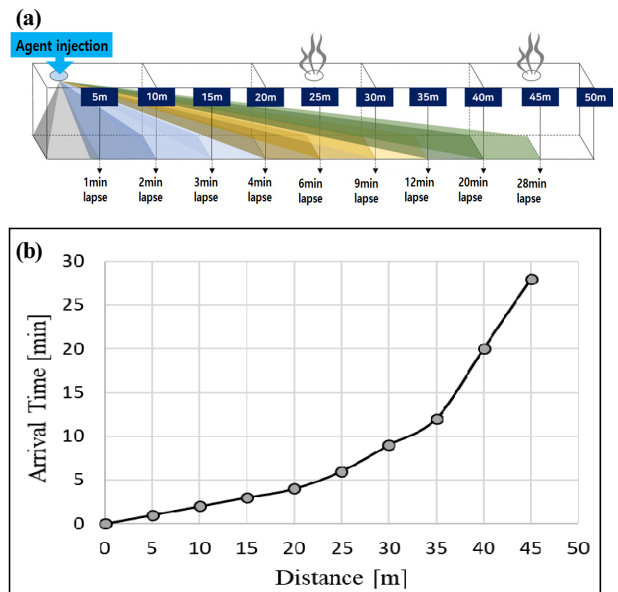 (a)
Agent injection
5m 10m 15m 20m 25m 30m 35m 40m 45m 50m
1min 2min 3min 4min 6min 9min 12min 20min 28min
lapse lapse lapse lapse lapse lapse lapse lapse lapse
(b)
30
25
20
15
10
5
0
Arrival Time [min]
0 5 10 15 20 25 30 35 40 45 50
Distance [m]